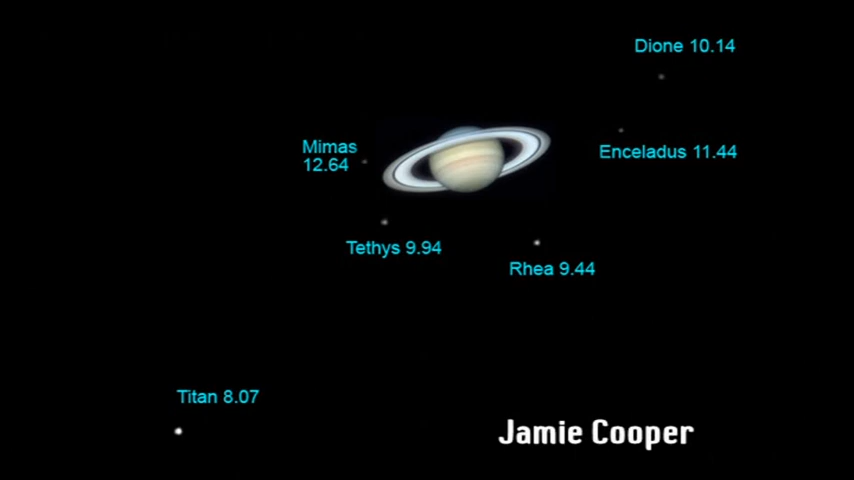 Dione 10.14
Mimas
12.64
Enceladus 11.44
Tethys 9.94
Rhea 9.44
Titan 8.07
Jamie Cooper